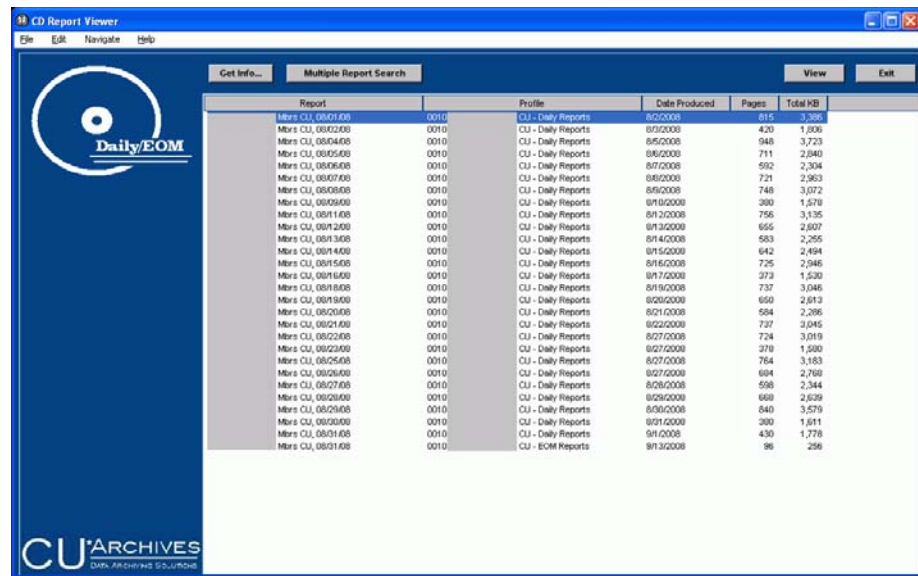 CD Report Viewer
File Edit Navigate Help
Get Info... Multiple Report Search View Exit
Daily/EOM
Report Profile Date Produced Pages Total KB
Mbrs CU, 08/01/08 0010 CU - Daily Reports 8/2/2008 815 3,386
Mbrs CU, 08/02/08 0010 CU - Daily Reports 8/3/2008 420 1,806
Mbrs CU, 08/04/08 0010 CU - Daily Reports 8/5/2008 948 3,723
Mbrs CU, 08/05/08 0010 CU - Daily Reports 8/6/2008 711 2,840
Mbrs CU, 08/06/08 0010 CU - Daily Reports 8/7/2008 592 2,304
Mbrs CU, 08/07/08 0010 CU - Daily Reports 8/8/2008 721 2,963
Mbrs CU, 08/08/08 0010 CU - Daily Reports 8/9/2008 748 3,072
Mbrs CU, 08/09/08 0010 CU - Daily Reports 8/10/2008 380 1,578
Mbrs CU, 08/11/08 0010 CU - Daily Reports 8/12/2008 756 3,135
Mbrs CU, 08/12/08 0010 CU - Daily Reports 8/13/2008 655 2,607
Mbrs CU, 08/13/08 0010 CU - Daily Reports 8/14/2008 583 2,255
Mbrs CU, 08/14/08 0010 CU - Daily Reports 8/15/2008 642 2,494
Mbrs CU, 08/15/08 0010 CU - Daily Reports 8/16/2008 725 2,946
Mbrs CU, 08/16/08 0010 CU - Daily Reports 8/17/2008 373 1,530
Mbrs CU, 08/18/08 0010 CU - Daily Reports 8/19/2008 737 3,046
Mbrs CU, 08/19/08 0010 CU - Daily Reports 8/20/2008 650 2,613
Mbrs CU, 08/20/08 0010 CU - Daily Reports 8/21/2008 584 2,286
Mbrs CU, 08/21/08 0010 CU - Daily Reports 8/22/2008 737 3,045
Mbrs CU, 08/22/08 0010 CU - Daily Reports 8/27/2008 724 3,019
Mbrs CU, 08/23/08 0010 CU - Daily Reports 8/27/2008 378 1,580
Mbrs CU, 08/25/08 0010 CU - Daily Reports 8/27/2008 764 3,183
Mbrs CU, 08/26/08 0010 CU - Daily Reports 8/27/2008 684 2,768
Mbrs CU, 08/27/08 0010 CU - Daily Reports 8/28/2008 598 2,344
Mbrs CU, 08/28/08 0010 CU - Daily Reports 8/29/2008 668 2,639
Mbrs CU, 08/29/08 0010 CU - Daily Reports 8/30/2008 840 3,579
Mbrs CU, 08/30/08 0010 CU - Daily Reports 8/31/2008 380 1,611
Mbrs CU, 08/31/08 0010 CU - Daily Reports 9/1/2008 430 1,778
Mbrs CU, 08/31/08 0010 CU - EOM Reports 9/13/2008 96 256
CU*ARCHIVES
DATA ARCHIVING SOLUTIONS